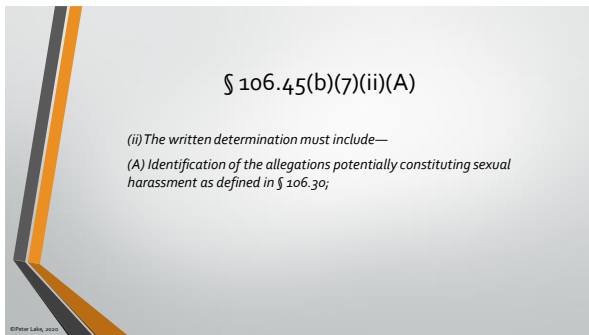 § 106.45(b)(7)(ii)(A)
(ii) The written determination must include—
(A) Identification of the allegations potentially constituting sexual
harassment as defined in § 106.30;
©Peter Lake, 2020